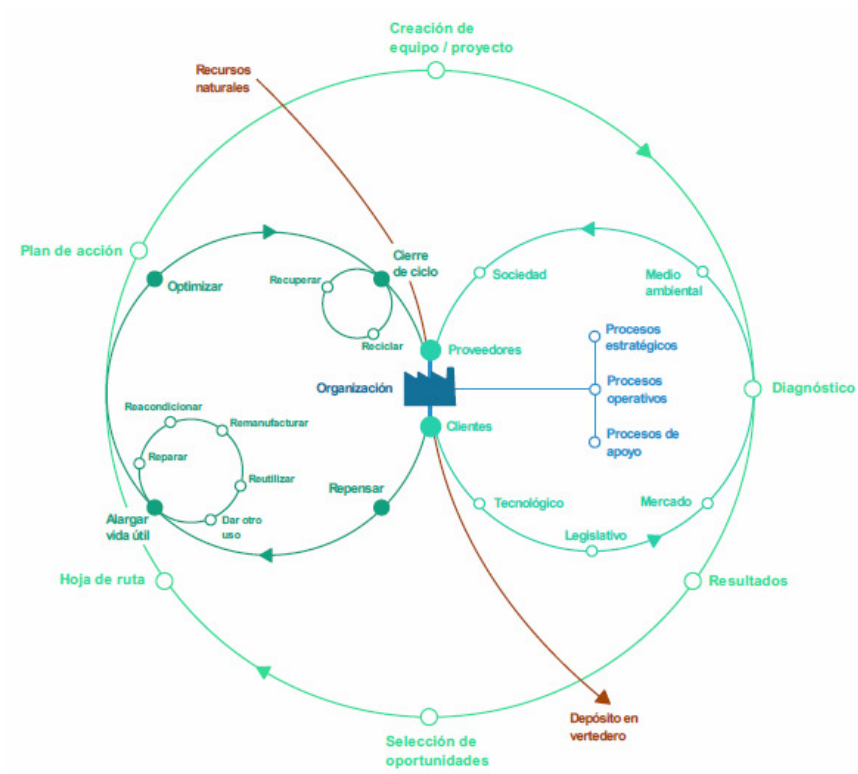 Creación de
equipo / proyecto
Recursos
naturales
Plan de acción
Optimizar
Cierre
de ciclo
Recuperar
Reciclar
Sociedad
Medio
ambiental
Proveedores
Procesos
estratégicos
Organización
Procesos
operativos
Diagnóstico
Clientes
Procesos de
apoyo
Reacondicionar
Remanufacturar
Reparar
Reutilizar
Alargar
vida útil
Dar otro
uso
Repensar
Tecnológico
Mercado
Legislativo
Hoja de ruta
Resultados
Depósito en
vertedero
Selección de
oportunidades